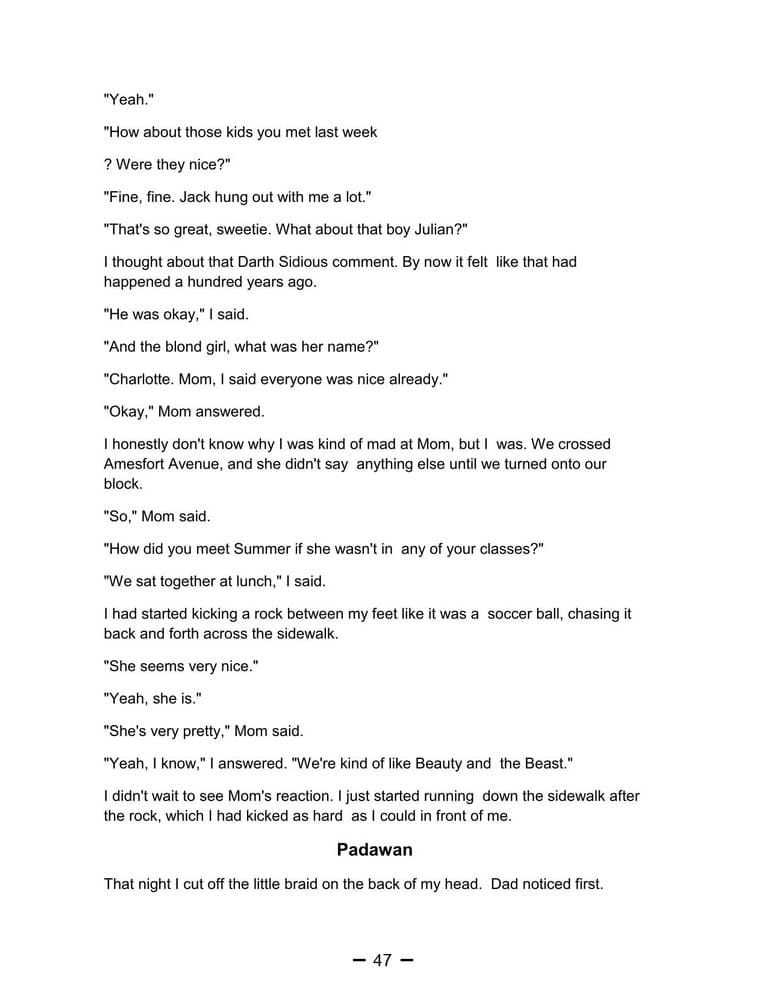 "Yeah."
"How about those kids you met last week
? Were they nice?"
"Fine, fine. Jack hung out with me a lot."
"That's so great, sweetie. What about that boy Julian?"
I thought about that Darth Sidious comment. By now it felt  like that had
happened a hundred years ago.
"He was okay," I said.
"And the blond girl, what was her name?"
"Charlotte. Mom, I said everyone was nice already."
"Okay," Mom answered.
I honestly don't know why I was kind of mad at Mom, but I  was. We crossed
Amesfort Avenue, and she didn't say  anything else until we turned onto our
block.
"So," Mom said.
"How did you meet Summer if she wasn't in  any of your classes?"
"We sat together at lunch," I said.
I had started kicking a rock between my feet like it was a  soccer ball, chasing it
back and forth across the sidewalk.
"She seems very nice."
"Yeah, she is."
"She's very pretty," Mom said.
"Yeah, I know," I answered. "We're kind of like Beauty and  the Beast."
I didn't wait to see Mom's reaction. I just started running  down the sidewalk after
the rock, which I had kicked as hard  as I could in front of me.
Padawan
That night I cut off the little braid on the back of my head.  Dad noticed first.
— 47 —